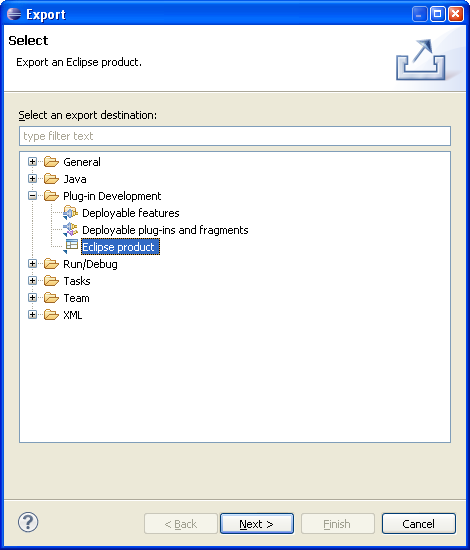 Export
Select
Export an Eclipse product.
Select an export destination:
type filter text
General
Java
Plug-in Development
Deployable features
Deployable plug-ins and fragments
Eclipse product
Run/Debug
Tasks
Team
XML
?
< Back
Next >
Finish
Cancel